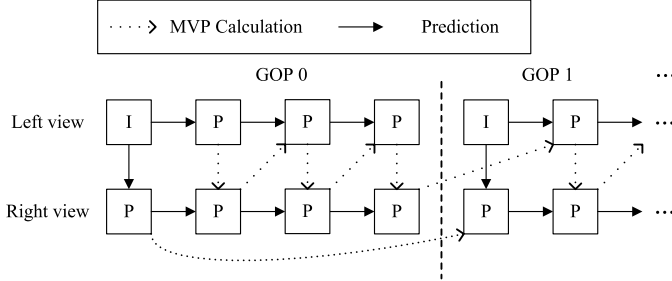 MVP Calculation Prediction
GOP 0 GOP 1 ...
Left view I P P P I P ...
Right view P P P P P P ...